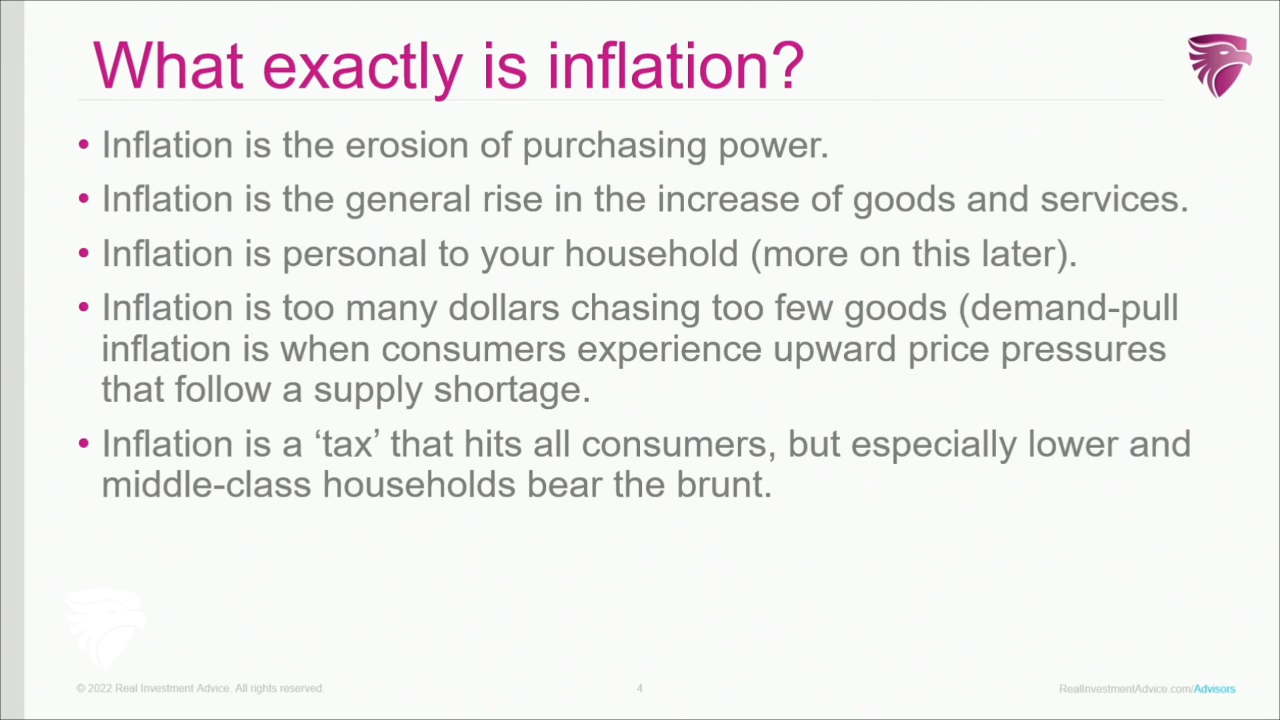 What exactly is inflation?
• Inflation is the erosion of purchasing power.
• Inflation is the general rise in the increase of goods and services.
• Inflation is personal to your household (more on this later).
• Inflation is too many dollars chasing too few goods (demand-pull
inflation is when consumers experience upward price pressures
that follow a supply shortage.
• Inflation is a ‘tax’ that hits all consumers, but especially lower and
middle-class households bear the brunt.
© 2022 Real Investment Advice. All rights reserved.
4
RealInvestmentAdvice.com/Advisors